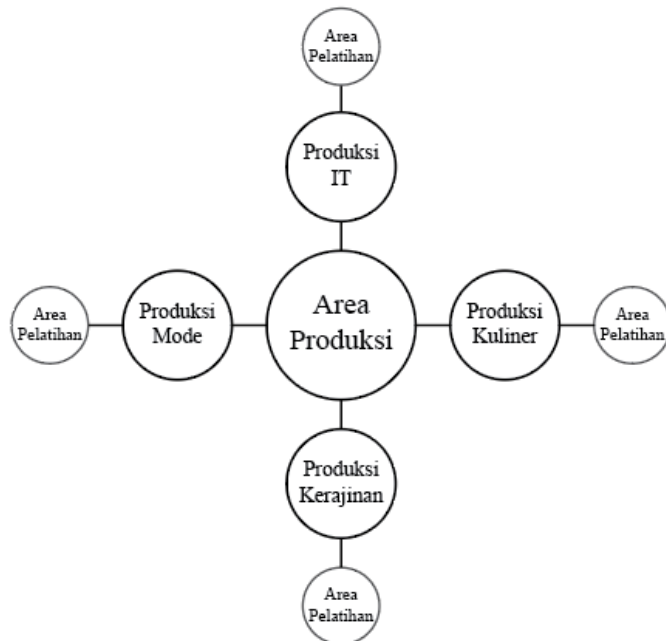 Area
Pelatihan
Produksi
IT
Area
Pelatihan
Produksi
Mode
Area
Produksi
Produksi
Kuliner
Area
Pelatihan
Produksi
Kerajinan
Area
Pelatihan